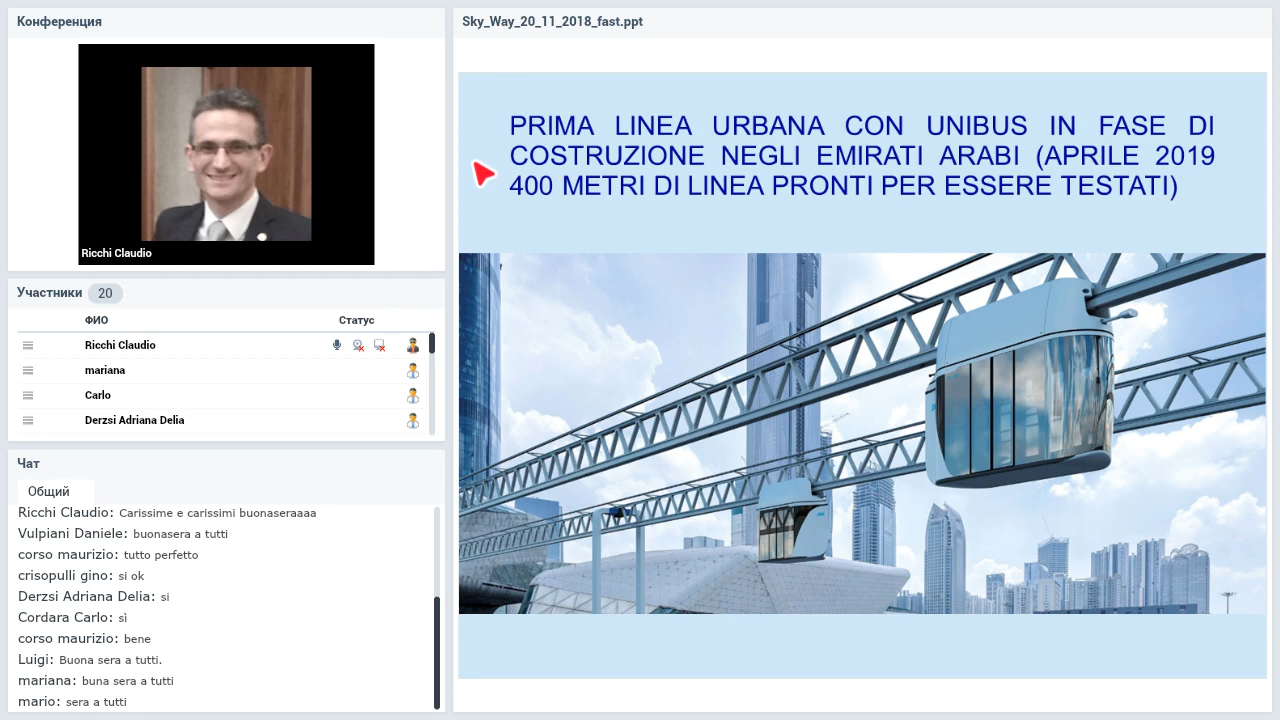 Конференция
Ricchi Claudio
Участники 20
ФИО Статус
Ricchi Claudio
mariana
Carlo
Derzsi Adriana Delia
Чат
Общий
Ricchi Claudio: Carissime e carissimi buonaseraaaa
Vulpiani Daniele: buonasera a tutti
corso maurizio: tutto perfetto
crisopulli gino: si ok
Derzsi Adriana Delia: si
Cordara Carlo: sì
corso maurizio: bene
Luigi: Buona sera a tutti.
mariana: buna sera a tutti
mario: sera a tutti
Sky_Way_20_11_2018_fast.ppt
PRIMA LINEA URBANA CON UNIBUS IN FASE DI
COSTRUZIONE NEGLI EMIRATI ARABI (APRILE 2019
400 METRI DI LINEA PRONTI PER ESSERE TESTATI)